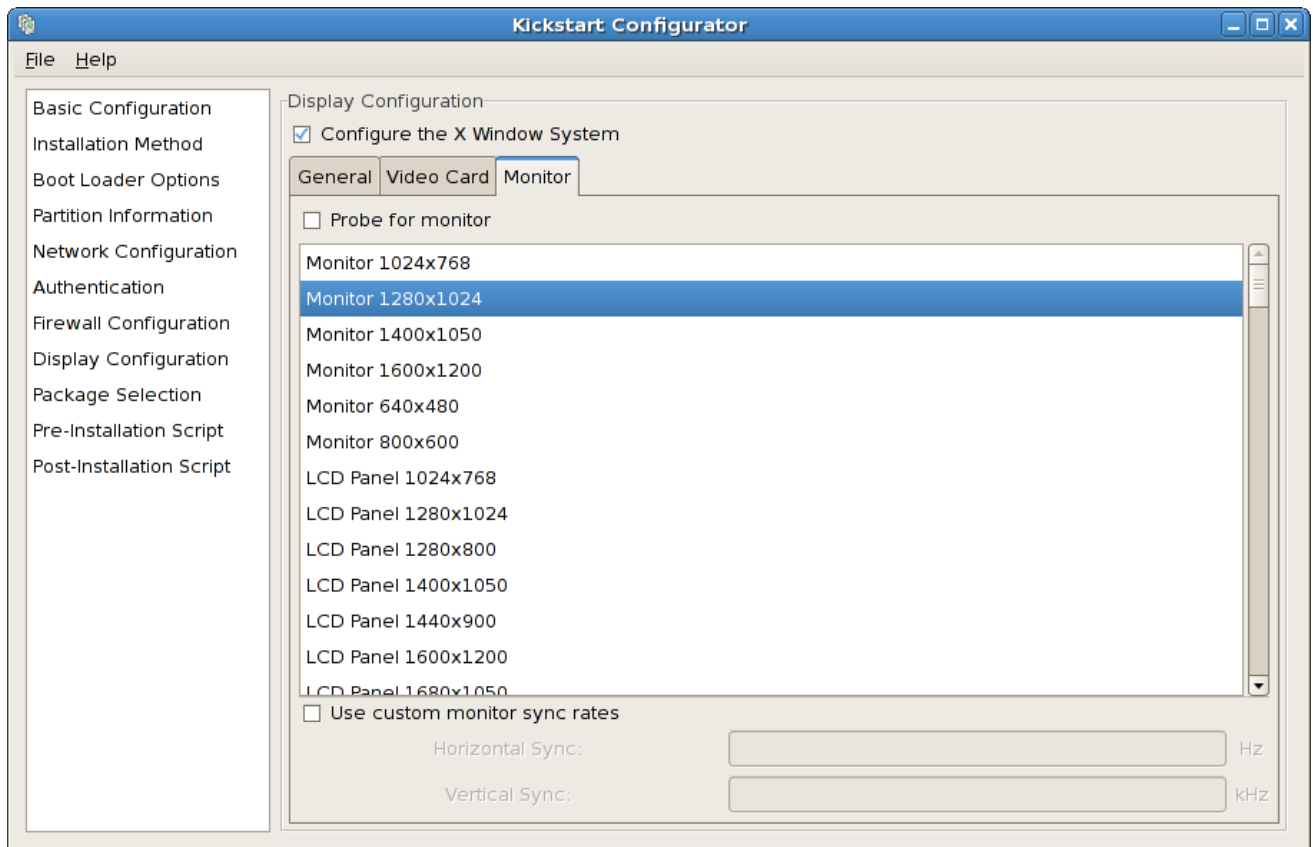 Kickstart Configurator
File Help
Basic Configuration
Installation Method
Boot Loader Options
Partition Information
Network Configuration
Authentication
Firewall Configuration
Display Configuration
Package Selection
Pre-Installation Script
Post-Installation Script
Display Configuration
Configure the X Window System
General Video Card Monitor
Probe for monitor
Monitor 1024x768
Monitor 1280x1024
Monitor 1400x1050
Monitor 1600x1200
Monitor 640x480
Monitor 800x600
LCD Panel 1024x768
LCD Panel 1280x1024
LCD Panel 1280x800
LCD Panel 1400x1050
LCD Panel 1440x900
LCD Panel 1600x1200
LCD Panel 1680x1050
Use custom monitor sync rates
Horizontal Sync: Hz
Vertical Sync: kHz